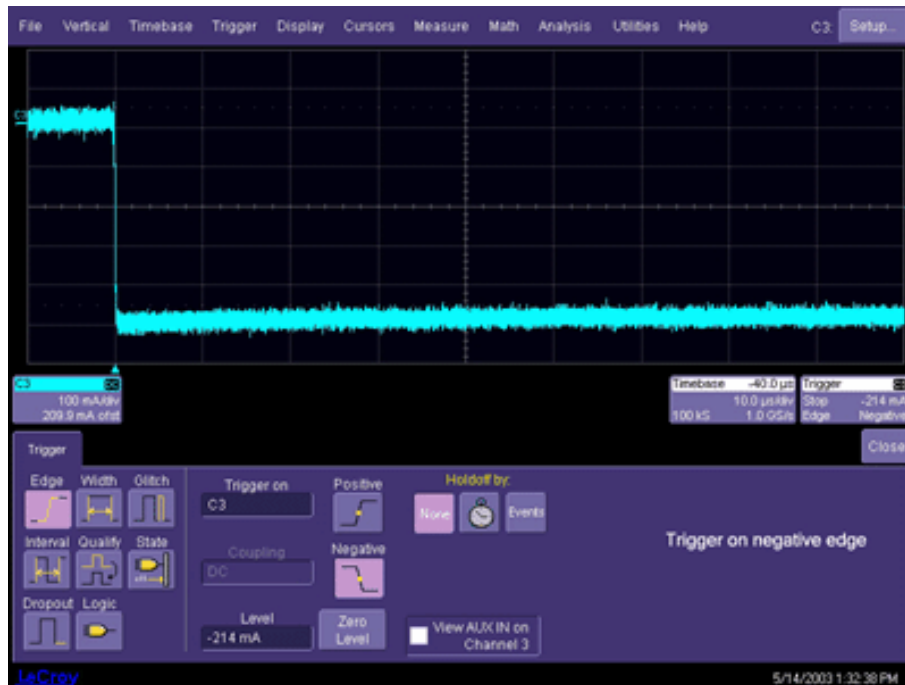 File Vertical Timebase Trigger Display Cursors Measure Math Analysis Utilities Help C3: Setup...
C3
C3 DC
100 mA/div
209.9 mA ofst
Timebase -40.0 µs
10.0 µs/div
100 kS 1.0 GS/s
Trigger
Stop -214 mA
Edge Negative
Trigger
Close
Edge Width Glitch
Interval Qualify State
Dropout Logic
Trigger on
C3
Coupling
DC
Level
-214 mA
Positive
Negative
Zero
Level
Holdoff by:
None Events
View AUX IN on
Channel 3
Trigger on negative edge
LeCroy
5/14/2003 1:32:38 PM